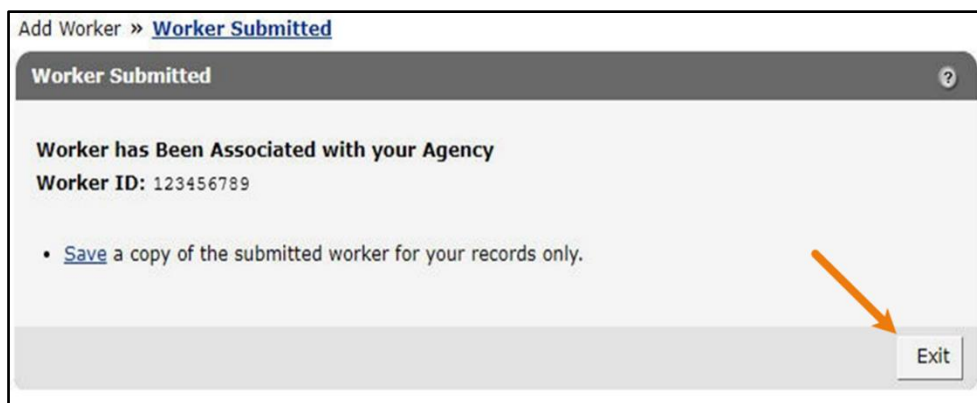 Add Worker » Worker Submitted
Worker Submitted ?
Worker has Been Associated with your Agency
Worker ID: 123456789
• Save a copy of the submitted worker for your records only.
Exit